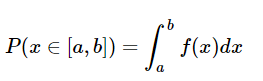 P(x ∈ [a, b]) = ∫_a^b f(x)dx